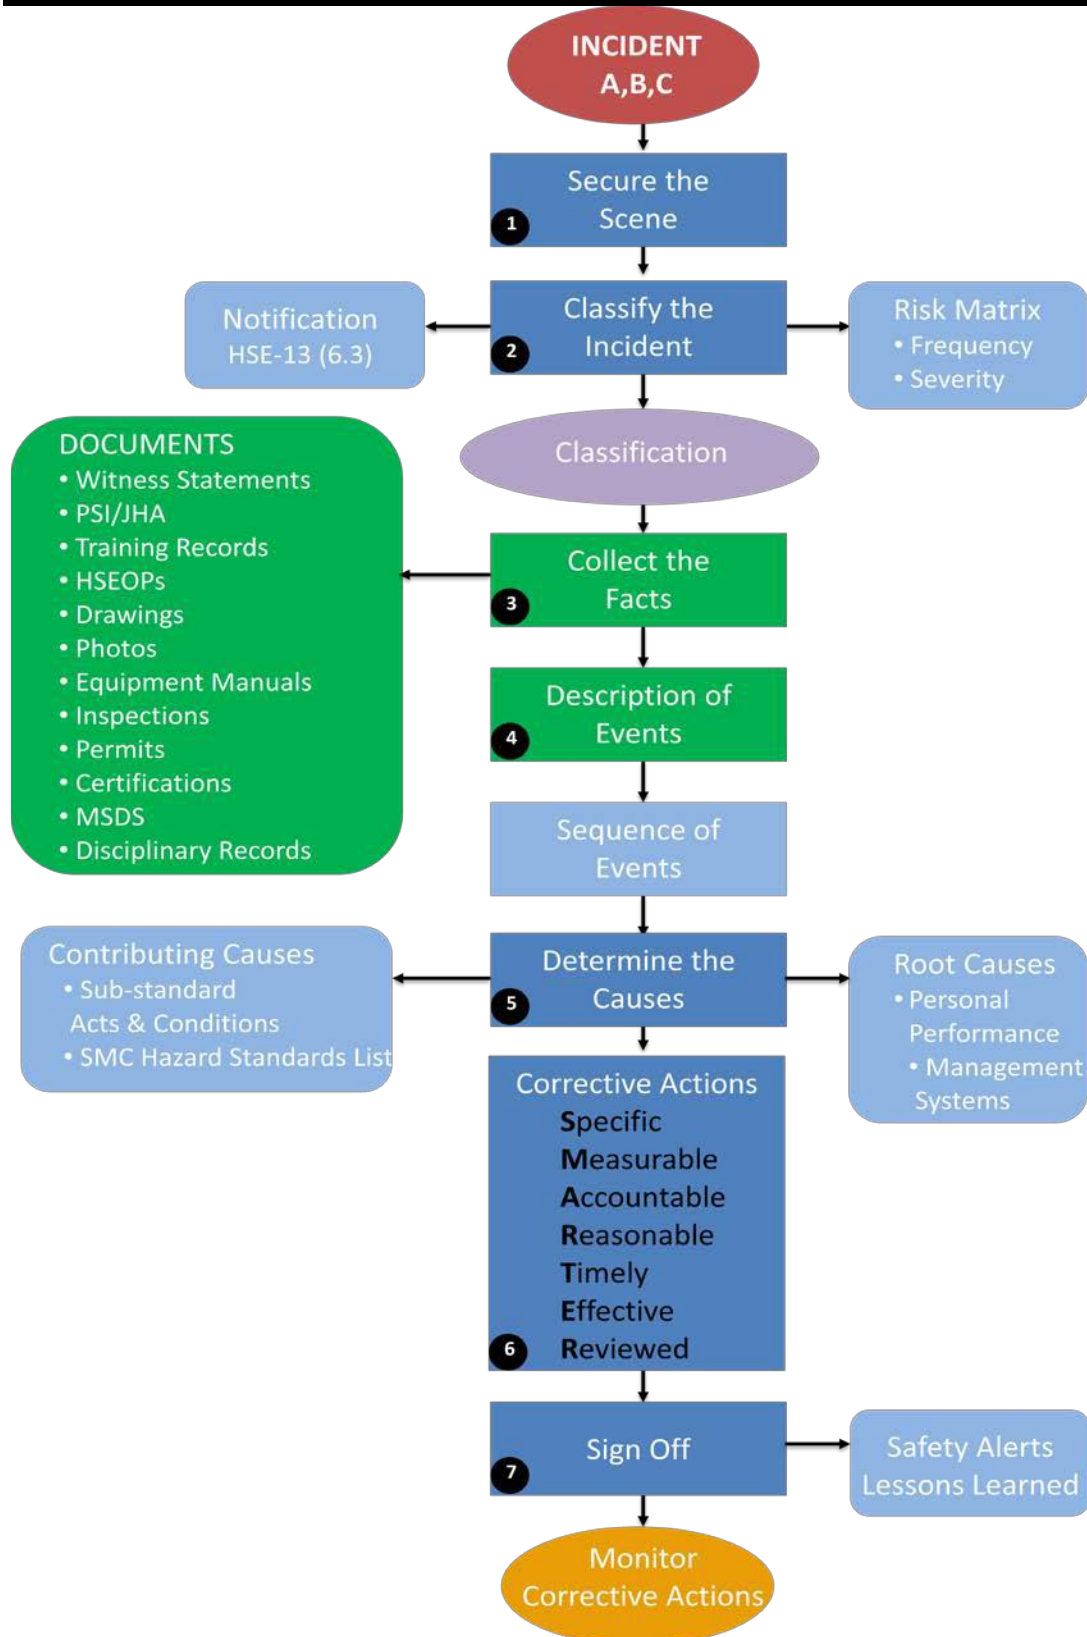 INCIDENT
A,B,C
Secure the
Scene
1
Notification
HSE-13 (6.3)
Classify the
Incident
2
Risk Matrix
• Frequency
• Severity
Classification
DOCUMENTS
• Witness Statements
• PSI/JHA
• Training Records
• HSEOPs
• Drawings
• Photos
• Equipment Manuals
• Inspections
• Permits
• Certifications
• MSDS
• Disciplinary Records
Collect the
Facts
3
Description of
Events
4
Sequence of
Events
Contributing Causes
• Sub-standard
Acts & Conditions
• SMC Hazard Standards List
Determine the
Causes
5
Root Causes
• Personal
Performance
• Management
Systems
Corrective Actions
Specific
Measurable
Accountable
Reasonable
Timely
Effective
Reviewed
6
Sign Off
7
Safety Alerts
Lessons Learned
Monitor
Corrective Actions